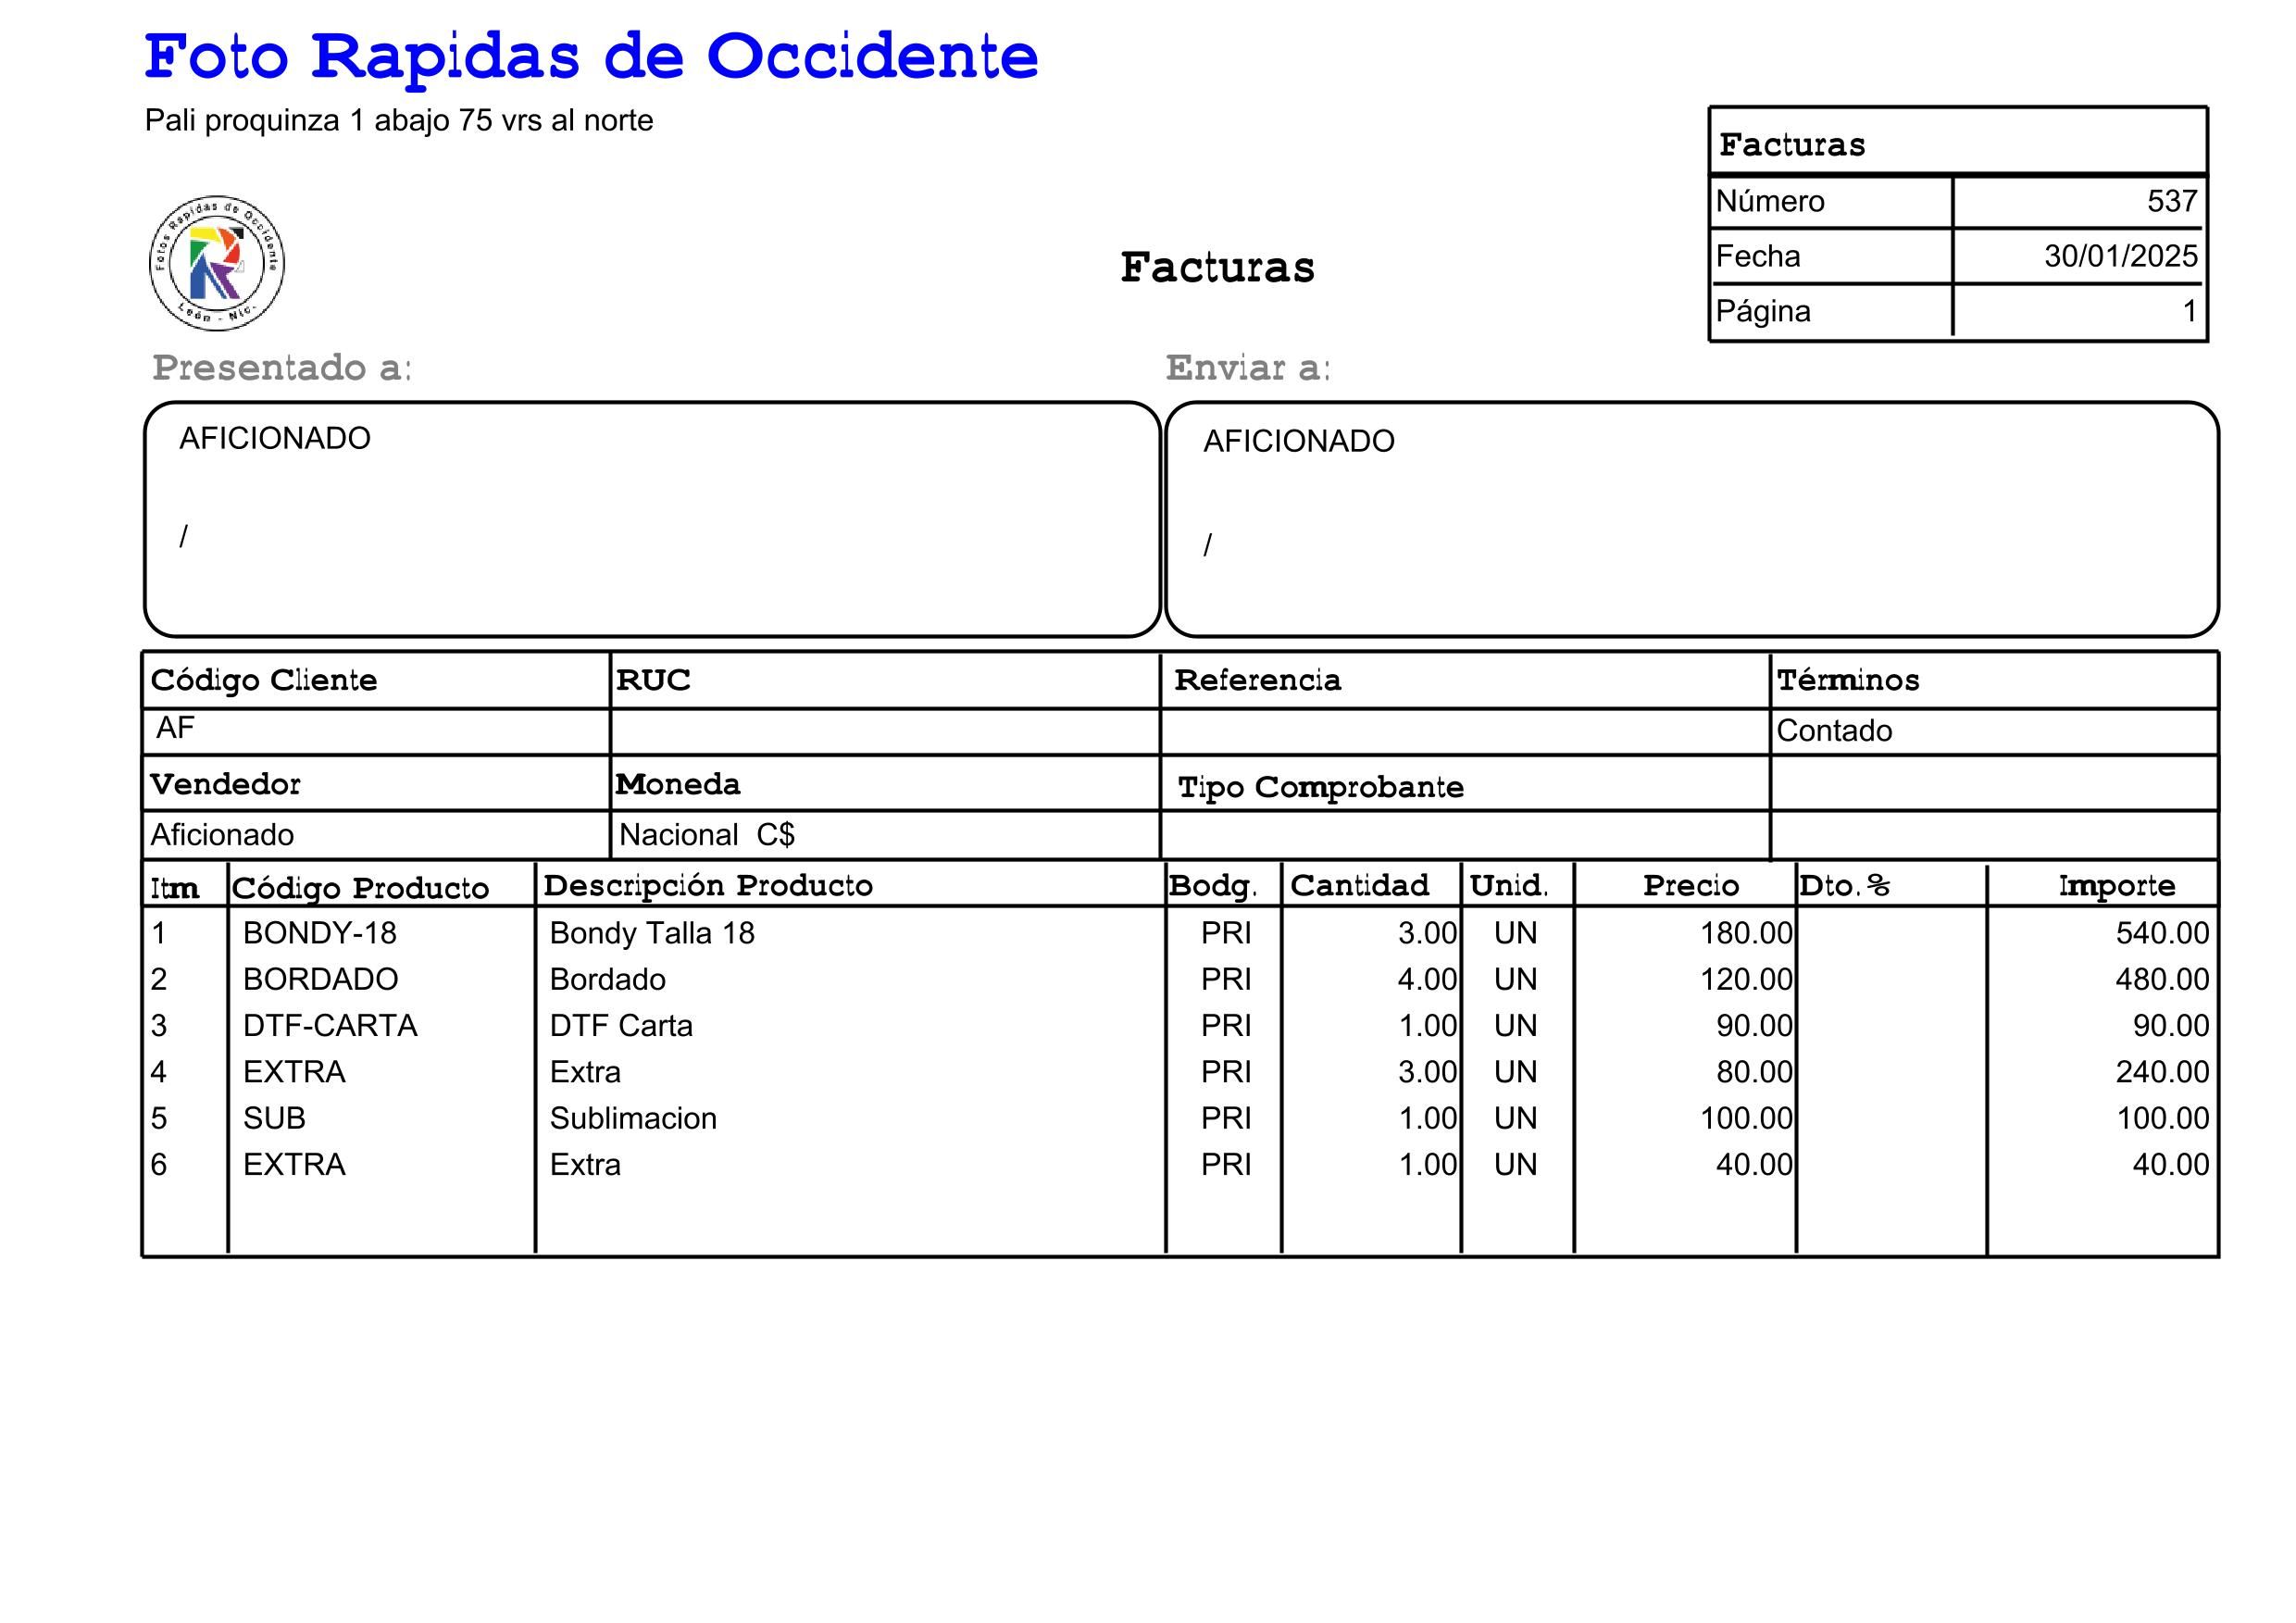 Foto Rapidas de Occidente
Pali proquinza 1 abajo 75 vrs al norte
Fotos Rapidas de Occidente
León - Nic.
Facturas
Facturas
Número 537
Fecha 30/01/2025
Página 1
Presentado a: Enviar a:
AFICIONADO AFICIONADO
/ /
Código Cliente RUC Referencia Términos
AF Contado
Vendedor Moneda Tipo Comprobante
Aficionado Nacional C$
Itm Código Producto Descripción Producto Bodg. Cantidad Unid. Precio Dto.% Importe
1 BONDY-18 Bondy Talla 18 PRI 3.00 UN 180.00 540.00
2 BORDADO Bordado PRI 4.00 UN 120.00 480.00
3 DTF-CARTA DTF Carta PRI 1.00 UN 90.00 90.00
4 EXTRA Extra PRI 3.00 UN 80.00 240.00
5 SUB Sublimacion PRI 1.00 UN 100.00 100.00
6 EXTRA Extra PRI 1.00 UN 40.00 40.00